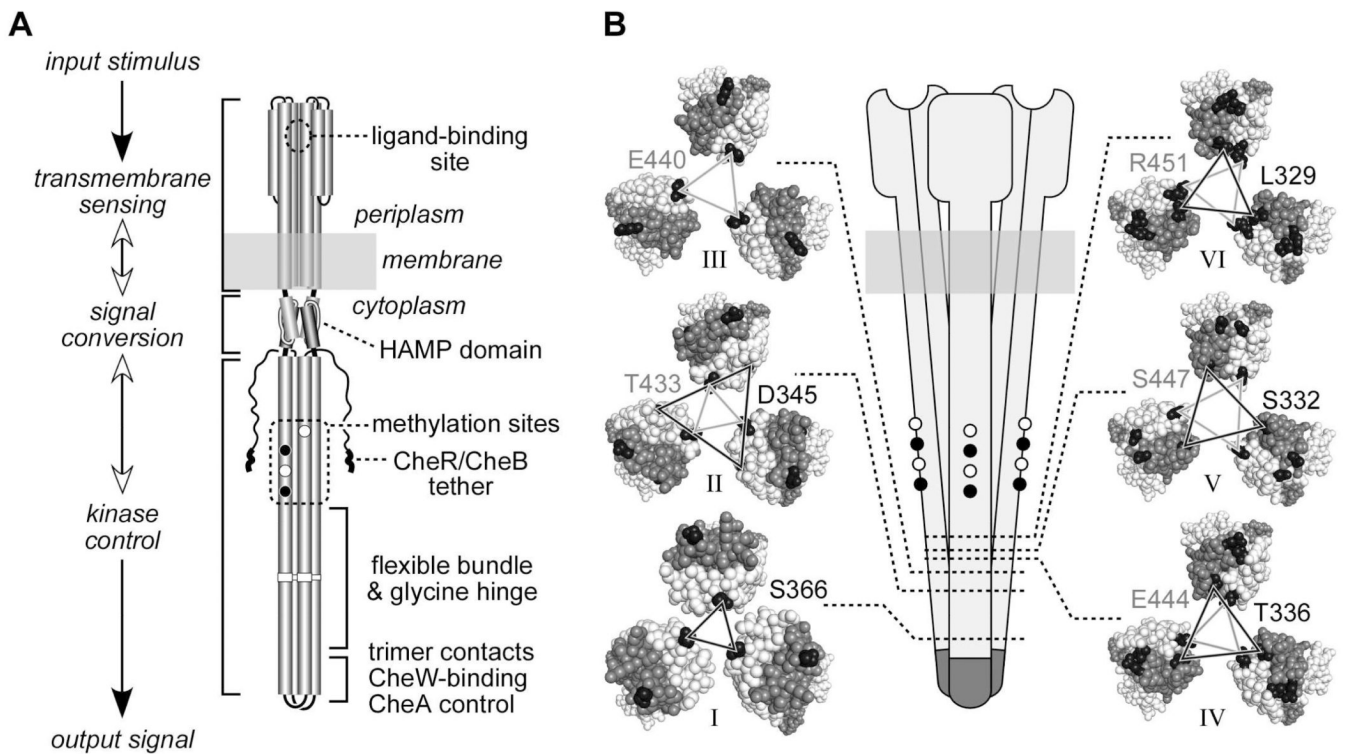 A
input stimulus
transmembrane
sensing
signal
conversion
kinase
control
output signal
ligand-binding
site
periplasm
membrane
cytoplasm
HAMP domain
methylation sites
CheR/CheB
tether
flexible bundle
& glycine hinge
trimer contacts
CheW-binding
CheA control
B
E440
III
T433
D345
II
S366
I
R451
L329
VI
S447
S332
V
E444
T336
IV